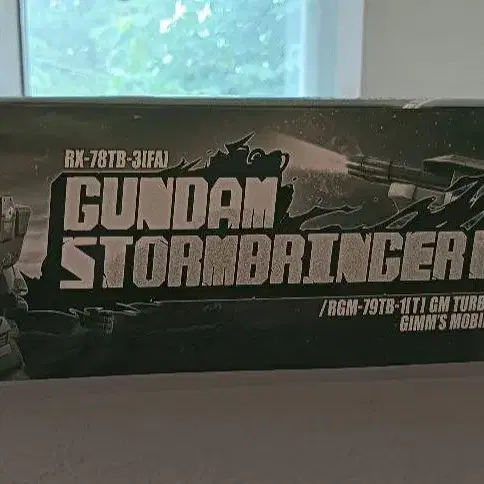 RX-78TB-3[FA]
GUNDAM
STORMBRINGER
/RGM-79TB-1[T] GM TURB
GIMM'S MOBI